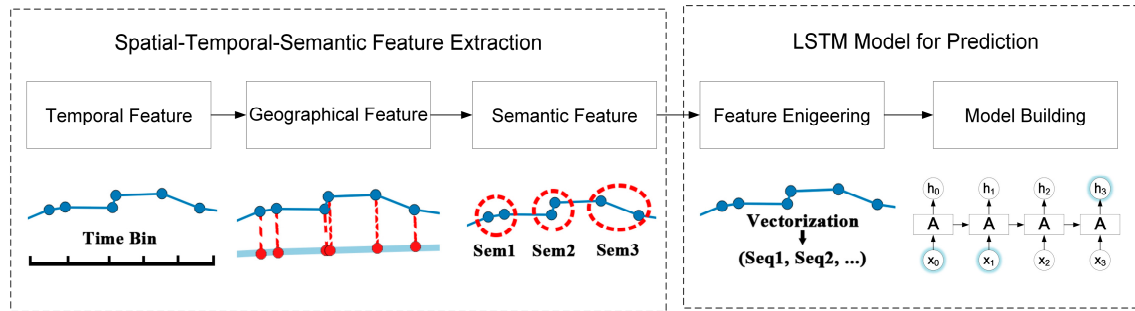 Spatial-Temporal-Semantic Feature Extraction
LSTM Model for Prediction
Temporal Feature
Geographical Feature
Semantic Feature
Feature Enigeering
Model Building
Time Bin
Sem1 Sem2 Sem3
Vectorization
(Seq1, Seq2, ...)
h0 h1 h2 h3
A A A A
x0 x1 x2 x3